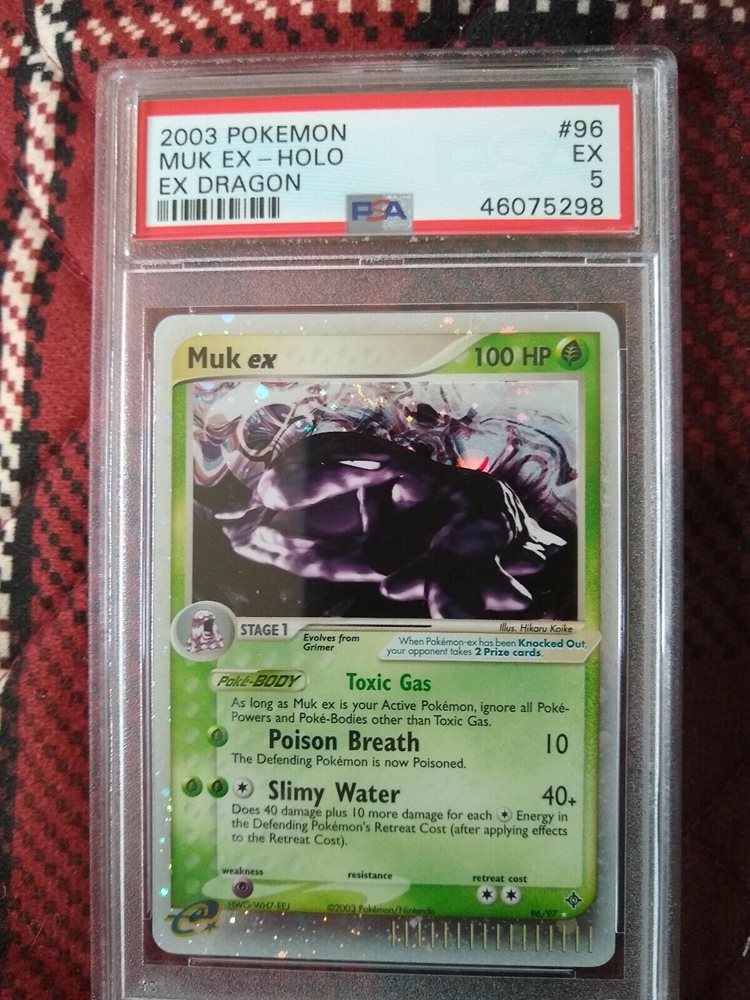 2003 POKEMON #96
MUK EX – HOLO EX
EX DRAGON 5
PSA 46075298
Muk ex 100 HP
STAGE 1
Evolves from
Grimer
Illus. Hikaru Koike
When Pokémon-ex has been Knocked Out,
your opponent takes 2 Prize cards.
Poké-BODY Toxic Gas
As long as Muk ex is your Active Pokémon, ignore all Poké-
Powers and Poké-Bodies other than Toxic Gas.
Poison Breath 10
The Defending Pokémon is now Poisoned.
Slimy Water 40+
Does 40 damage plus 10 more damage for each Energy in
the Defending Pokémon's Retreat Cost (after applying effects
to the Retreat Cost).
weakness resistance retreat cost
HWG-WH7-EEJ ©2003 Pokémon/Nintendo 96/97
e